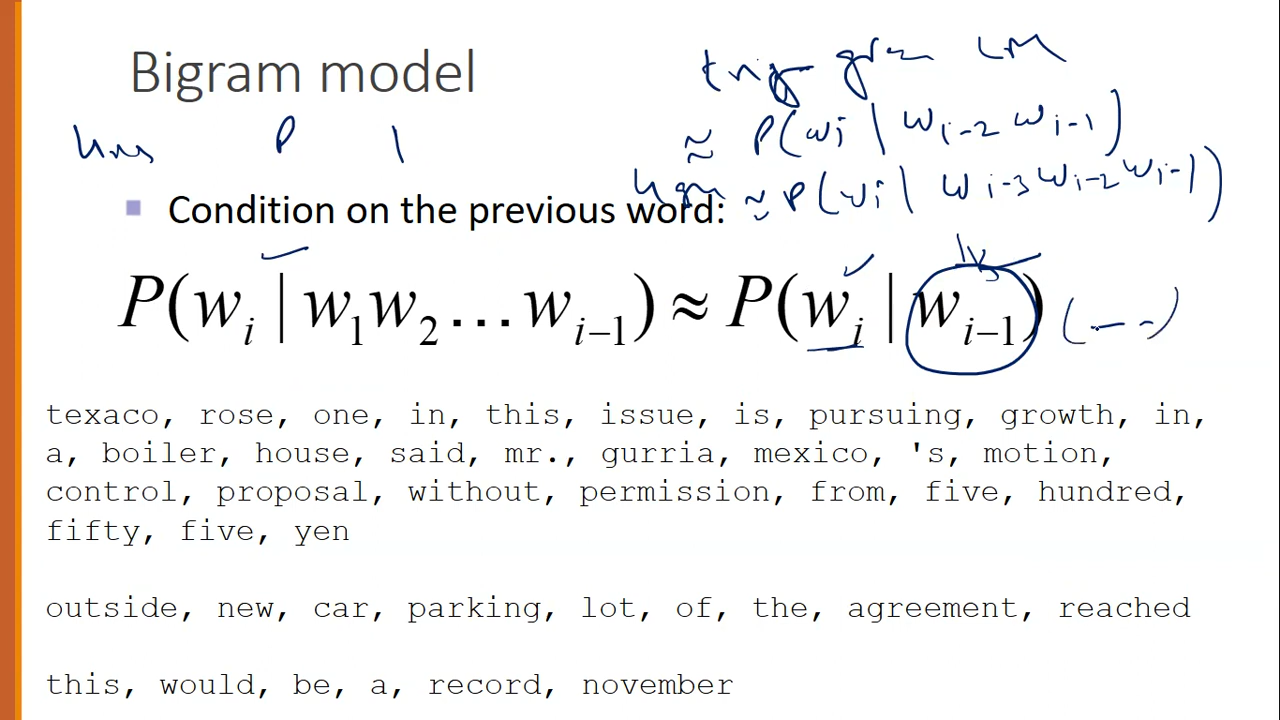 Bigram model
trigram LM
≈ P(wi | wi-2 wi-1)
≈ P(wi | wi-3 wi-2 wi-1)
P |
Condition on the previous word:
P(wi | w1w2…wi−1) ≈ P(wi | wi−1)
texaco, rose, one, in, this, issue, is, pursuing, growth, in,
a, boiler, house, said, mr., gurria, mexico, 's, motion,
control, proposal, without, permission, from, five, hundred,
fifty, five, yen
outside, new, car, parking, lot, of, the, agreement, reached
this, would, be, a, record, november